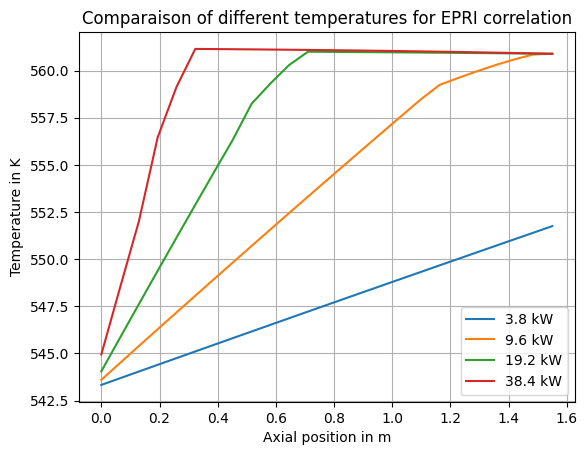 Comparaison of different temperatures for EPRI correlation
Temperature in K
560.0
557.5
555.0
552.5
550.0
547.5
545.0
542.5
3.8 kW
9.6 kW
19.2 kW
38.4 kW
0.0 0.2 0.4 0.6 0.8 1.0 1.2 1.4 1.6
Axial position in m